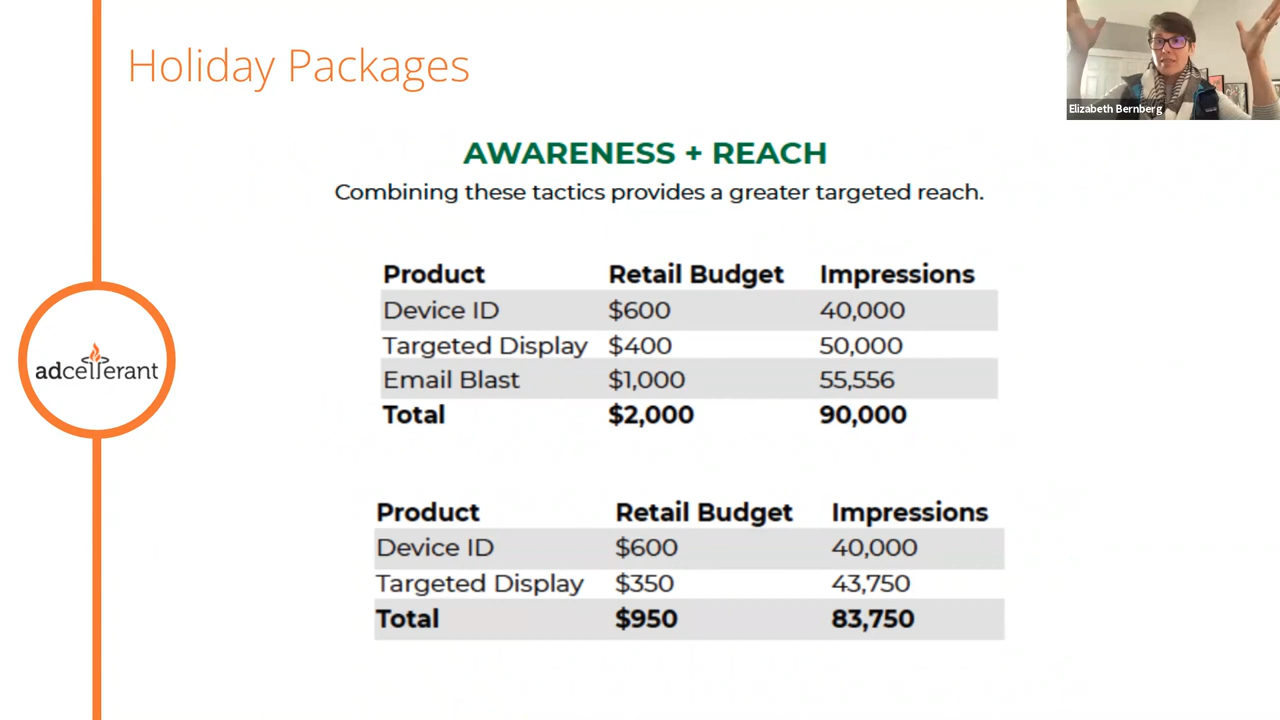 Holiday Packages
Elizabeth Bernberg
AWARENESS + REACH
Combining these tactics provides a greater targeted reach.
Product Retail Budget Impressions
Device ID $600 40,000
Targeted Display $400 50,000
Email Blast $1,000 55,556
Total $2,000 90,000
adcellerant
Product Retail Budget Impressions
Device ID $600 40,000
Targeted Display $350 43,750
Total $950 83,750